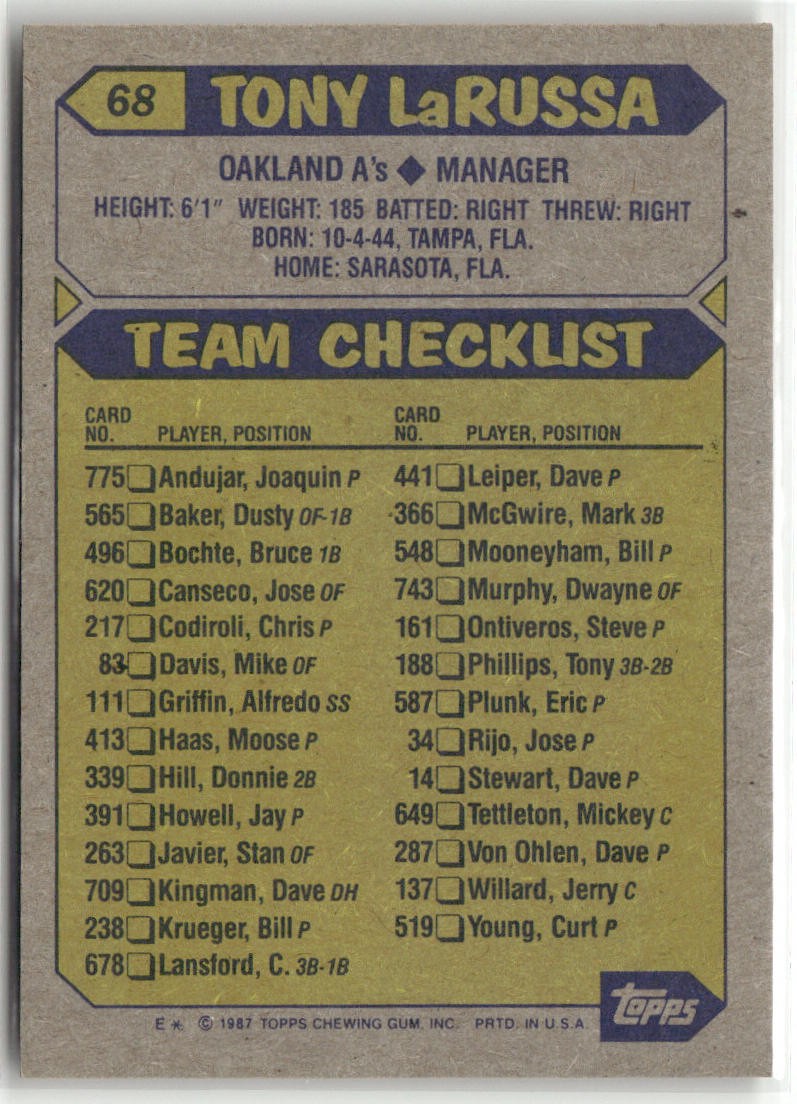 68 TONY LaRUSSA
OAKLAND A's ◆ MANAGER
HEIGHT: 6'1" WEIGHT: 185 BATTED: RIGHT THREW: RIGHT
BORN: 10-4-44, TAMPA, FLA.
HOME: SARASOTA, FLA.
TEAM CHECKLIST
CARD
NO. PLAYER, POSITION
775 Andujar, Joaquin P
565 Baker, Dusty OF-1B
496 Bochte, Bruce 1B
620 Canseco, Jose OF
217 Codiroli, Chris P
83 Davis, Mike OF
111 Griffin, Alfredo SS
413 Haas, Moose P
339 Hill, Donnie 2B
391 Howell, Jay P
263 Javier, Stan OF
709 Kingman, Dave DH
238 Krueger, Bill P
678 Lansford, C. 3B-1B
CARD
NO. PLAYER, POSITION
441 Leiper, Dave P
366 McGwire, Mark 3B
548 Mooneyham, Bill P
743 Murphy, Dwayne OF
161 Ontiveros, Steve P
188 Phillips, Tony 3B-2B
587 Plunk, Eric P
34 Rijo, Jose P
14 Stewart, Dave P
649 Tettleton, Mickey C
287 Von Ohlen, Dave P
137 Willard, Jerry C
519 Young, Curt P
topps
E * © 1987 TOPPS CHEWING GUM, INC. PRTD. IN U.S.A.